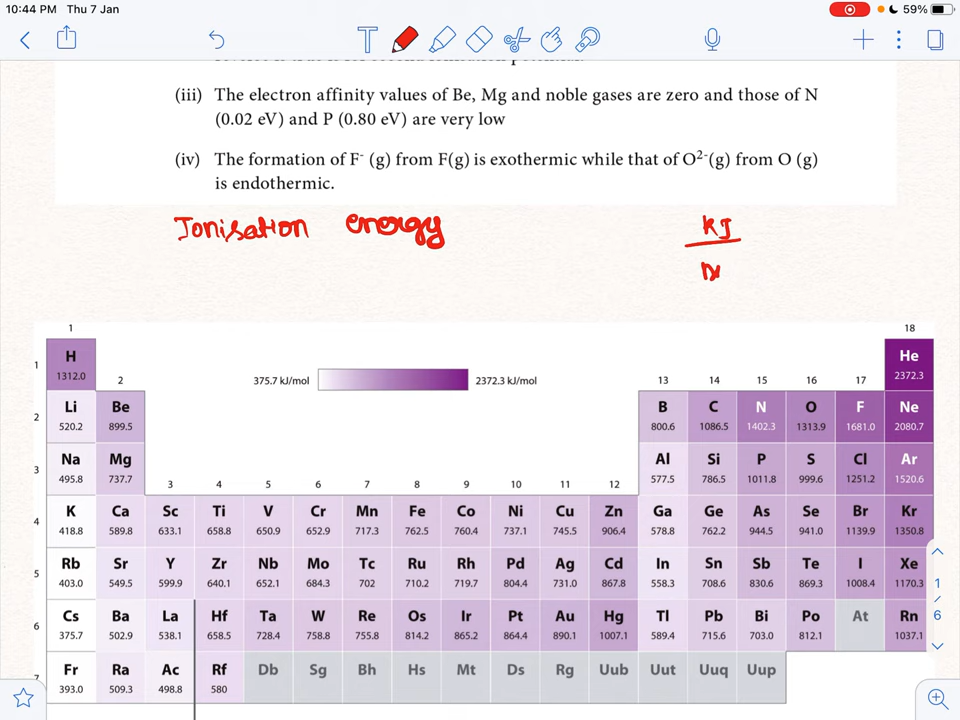 10:44 PM Thu 7 Jan
59%
(iii) The electron affinity values of Be, Mg and noble gases are zero and those of N
(0.02 eV) and P (0.80 eV) are very low
(iv) The formation of F⁻ (g) from F(g) is exothermic while that of O²⁻(g) from O (g)
is endothermic.
Ionisation energy KJ
1 18
1 H He
1312.0 2 375.7 kJ/mol 2372.3 kJ/mol 13 14 15 16 17 2372.3
2 Li Be B C N O F Ne
520.2 899.5 800.6 1086.5 1402.3 1313.9 1681.0 2080.7
3 Na Mg Al Si P S Cl Ar
495.8 737.7 3 4 5 6 7 8 9 10 11 12 577.5 786.5 1011.8 999.6 1251.2 1520.6
4 K Ca Sc Ti V Cr Mn Fe Co Ni Cu Zn Ga Ge As Se Br Kr
418.8 589.8 633.1 658.8 650.9 652.9 717.3 762.5 760.4 737.1 745.5 906.4 578.8 762.2 944.5 941.0 1139.9 1350.8
5 Rb Sr Y Zr Nb Mo Tc Ru Rh Pd Ag Cd In Sn Sb Te I Xe
403.0 549.5 599.9 640.1 652.1 684.3 702 710.2 719.7 804.4 731.0 867.8 558.3 708.6 830.6 869.3 1008.4 1170.3
1
/
6
6 Cs Ba La Hf Ta W Re Os Ir Pt Au Hg Tl Pb Bi Po At Rn
375.7 502.9 538.1 658.5 728.4 758.8 755.8 814.2 865.2 864.4 890.1 1007.1 589.4 715.6 703.0 812.1 1037.1
Fr Ra Ac Rf Db Sg Bh Hs Mt Ds Rg Uub Uut Uuq Uup
393.0 509.3 498.8 580